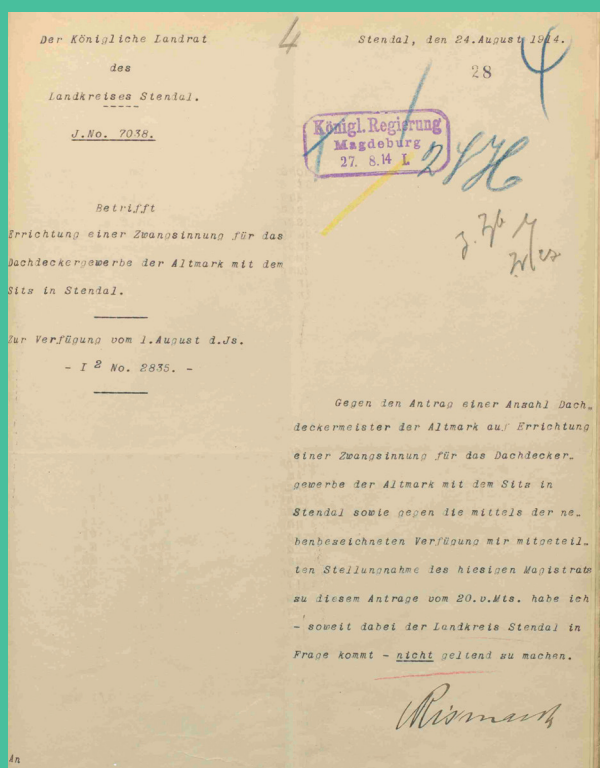 Der Königliche Landrat
des
Landkreises Stendal.
J.No. 7038.
4
Stendal, den 24.August 1914.
28
Königl. Regierung
Magdeburg
27. 8.14 I.
Betrifft
Errichtung einer Zwangsinnung für das
Dachdeckergewerbe der Altmark mit dem
Sitz in Stendal.
Zur Verfügung vom 1.August d.Js.
- I 2 No. 2835. -
Gegen den Antrag einer Anzahl Dach„
deckermeister der Altmark auf Errichtung
einer Zwangsinnung für das Dachdecker„
gewerbe der Altmark mit dem Sitz in
Stendal sowie gegen die mittels der ne„
benbezeichneten Verfügung mir mitgeteil„
ten Stellungnahme des hiesigen Magistrats
zu diesem Antrage vom 20.v.Mts. habe ich
- soweit dabei der Landkreis Stendal in
Frage kommt - nicht geltend zu machen.
Bismarck
An